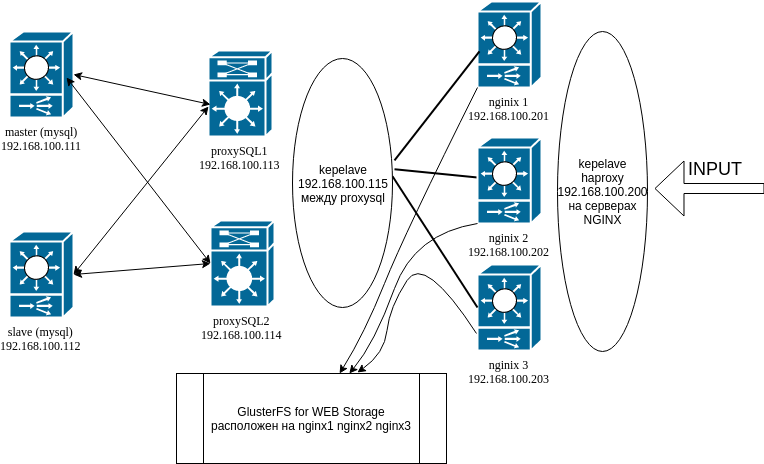 nginix 1
192.168.100.201
master (mysql)
192.168.100.111
proxySQL1
192.168.100.113
kepelave
192.168.100.115
между proxysql
nginix 2
192.168.100.202
kepelave
haproxy
192.168.100.200
на серверах
NGINX
INPUT
slave (mysql)
192.168.100.112
proxySQL2
192.168.100.114
nginix 3
192.168.100.203
GlusterFS for WEB Storage
расположен на nginx1 nginx2 nginx3